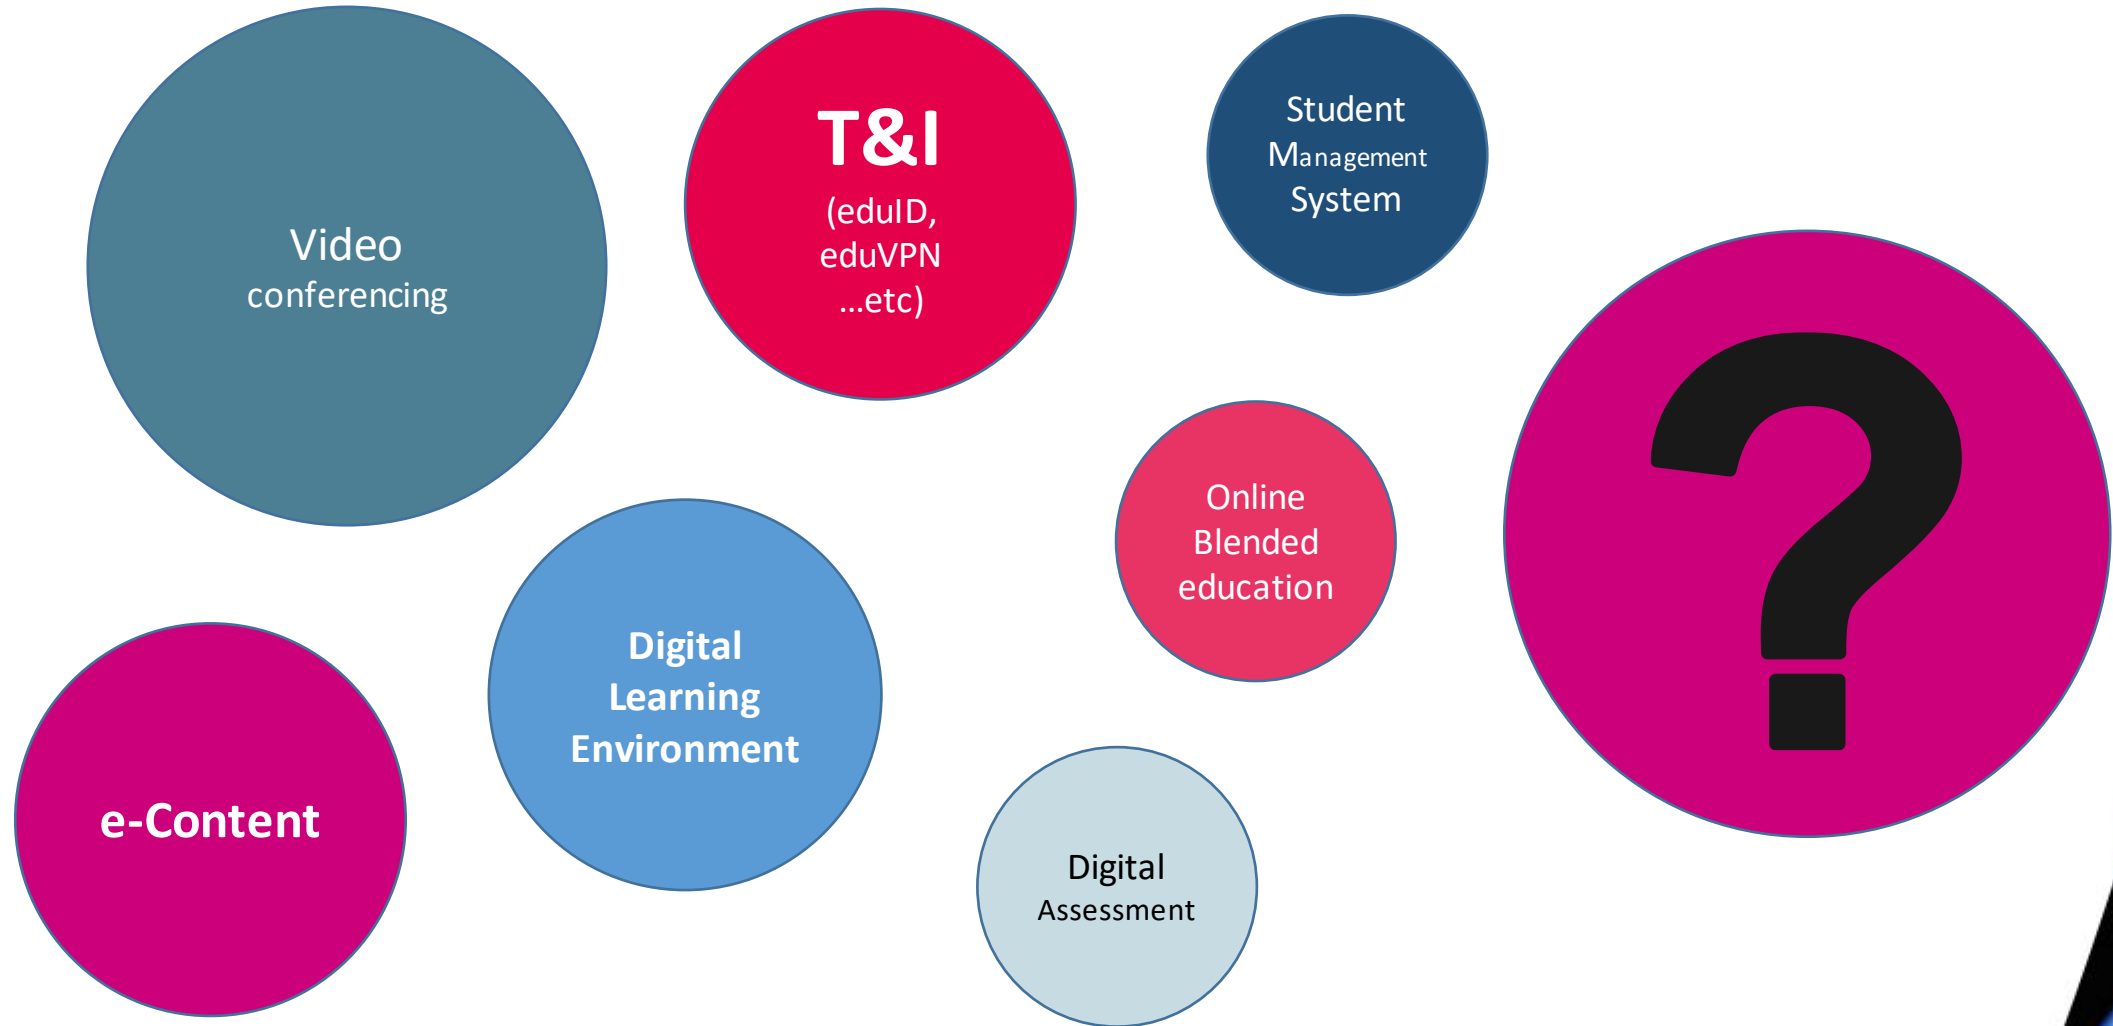 Video
conferencing
T&I
(eduID,
eduVPN
...etc)
Student
Management
System
?
Online
Blended
education
Digital
Learning
Environment
e-Content
Digital
Assessment